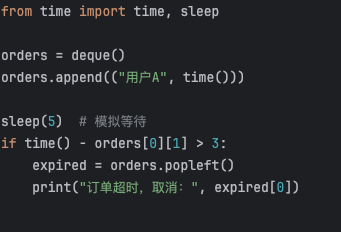 from time import time, sleep
orders = deque()
orders.append(("用户A", time()))
sleep(5)  # 模拟等待
if time() - orders[0][1] > 3:
    expired = orders.popleft()
    print("订单超时，取消：", expired[0])